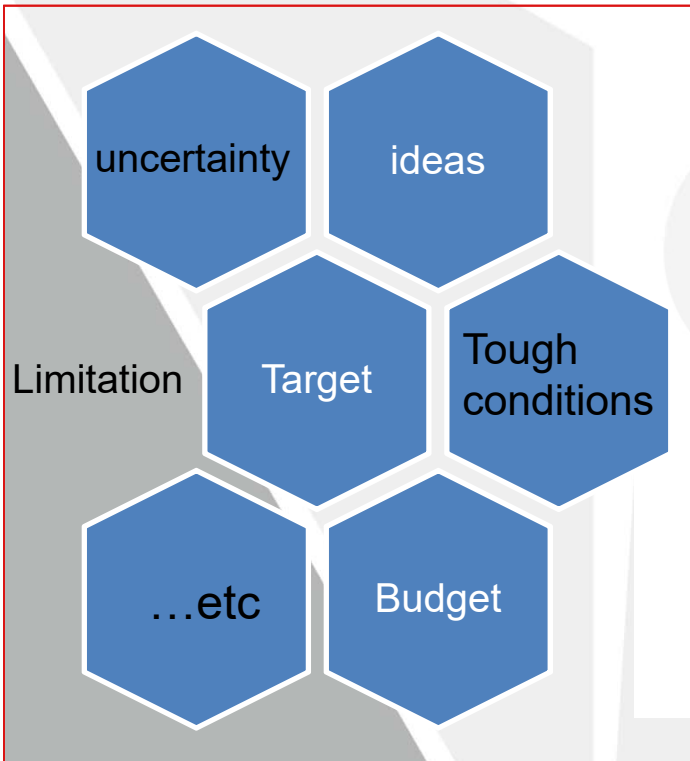 uncertainty
ideas
Limitation
Target
Tough
conditions
...etc
Budget